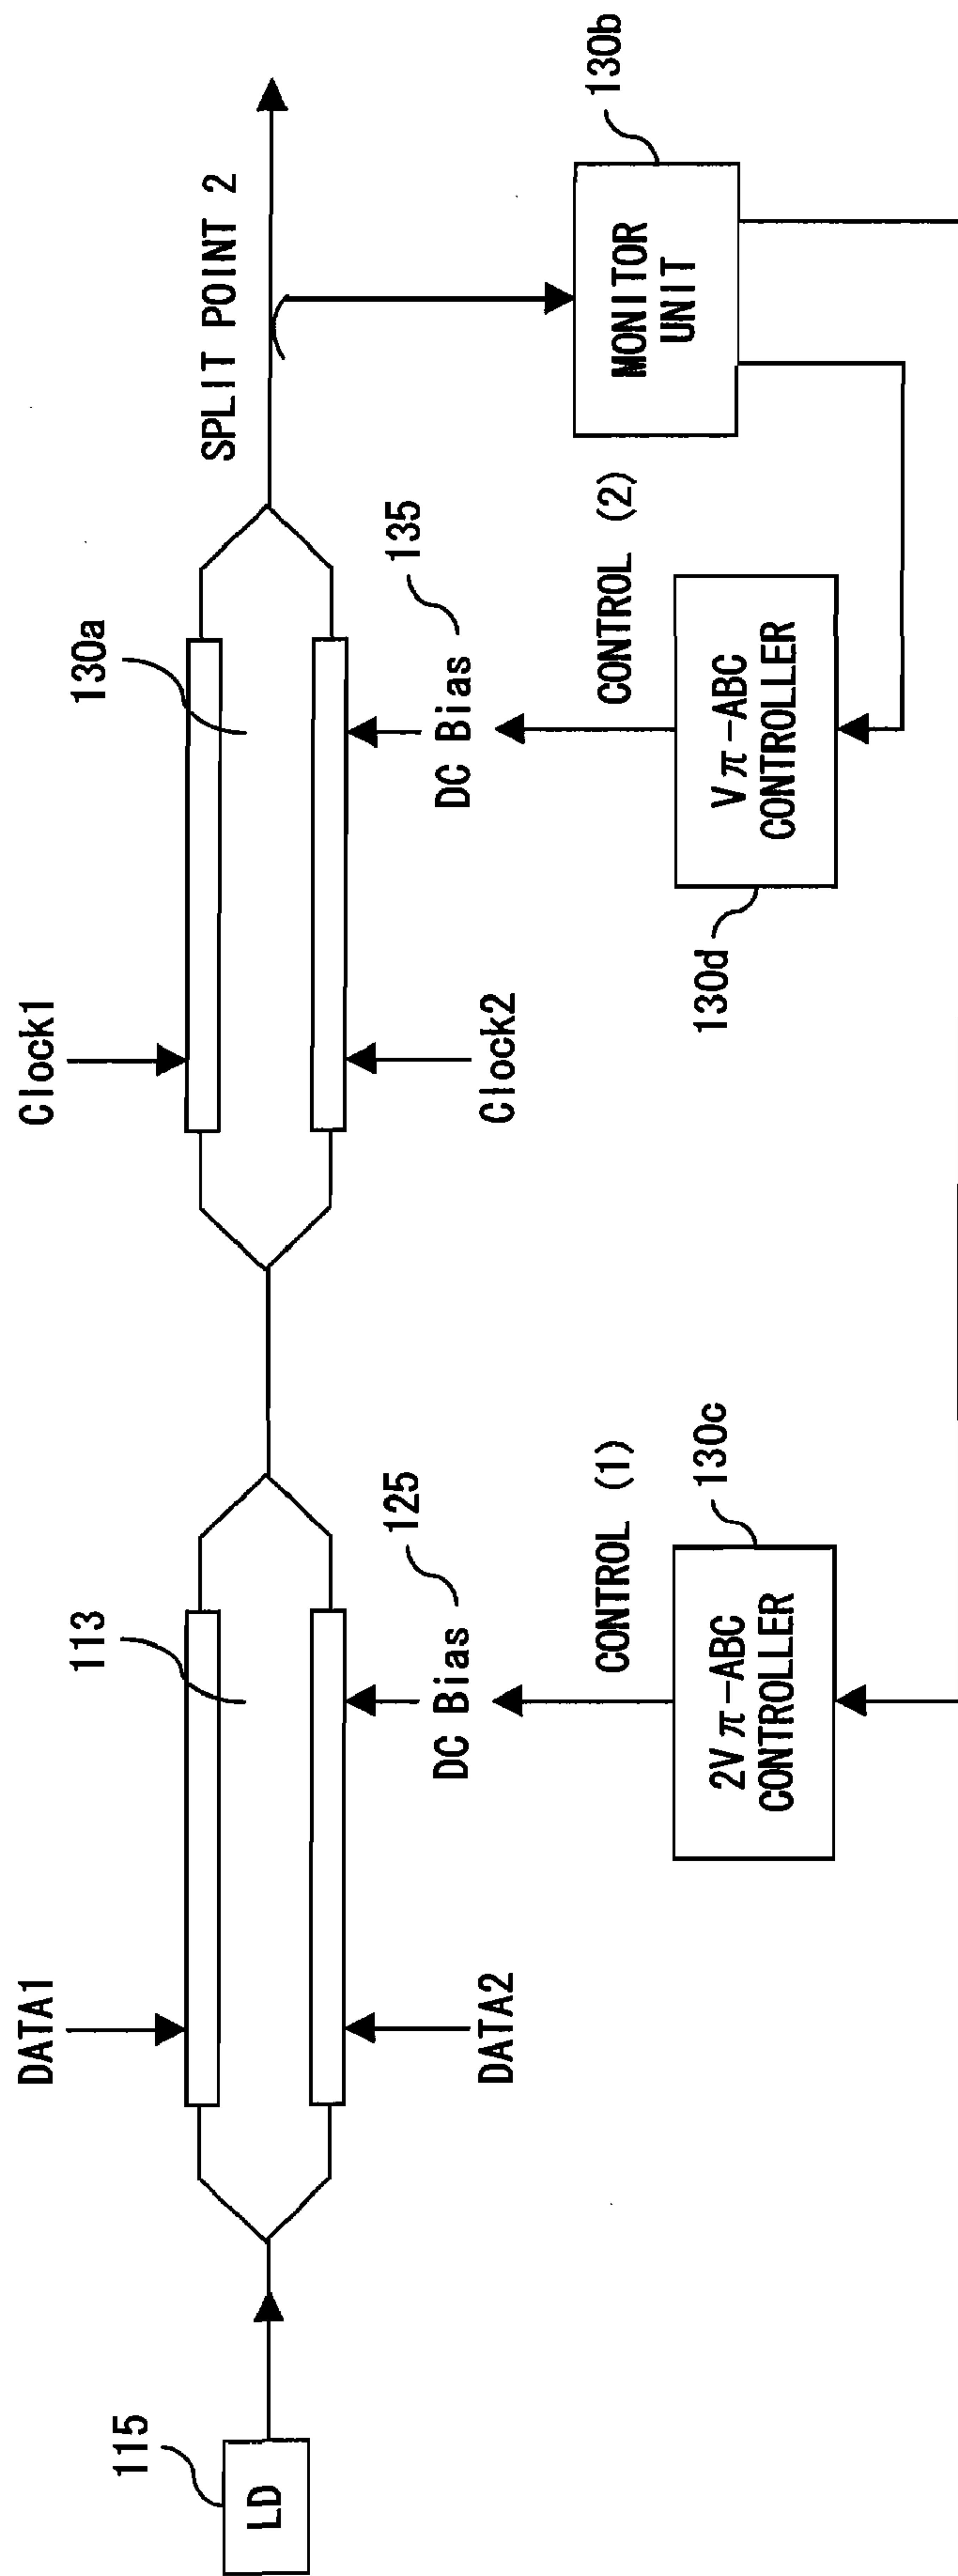 115
LD
DATA1
DATA2
113
DC Bias
125
CONTROL (1)
2Vπ-ABC
CONTROLLER
130c
Clock1
Clock2
130a
DC Bias
135
CONTROL (2)
Vπ-ABC
CONTROLLER
130d
SPLIT POINT 2
MONITOR
UNIT
130b